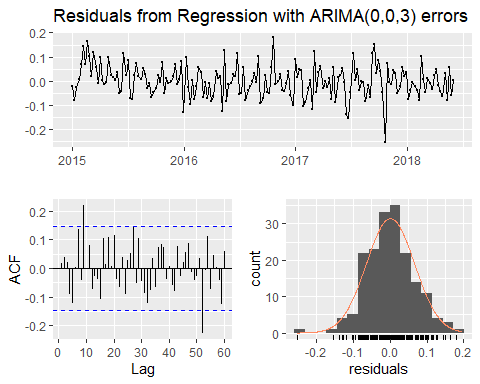 Residuals from Regression with ARIMA(0,0,3) errors
0.2
0.1
0.0
-0.1
-0.2
2015 2016 2017 2018
ACF
0.2
0.1
0.0
-0.1
-0.2
0 10 20 30 40 50 60
Lag
count
30
20
10
0
-0.2 -0.1 0.0 0.1 0.2
residuals